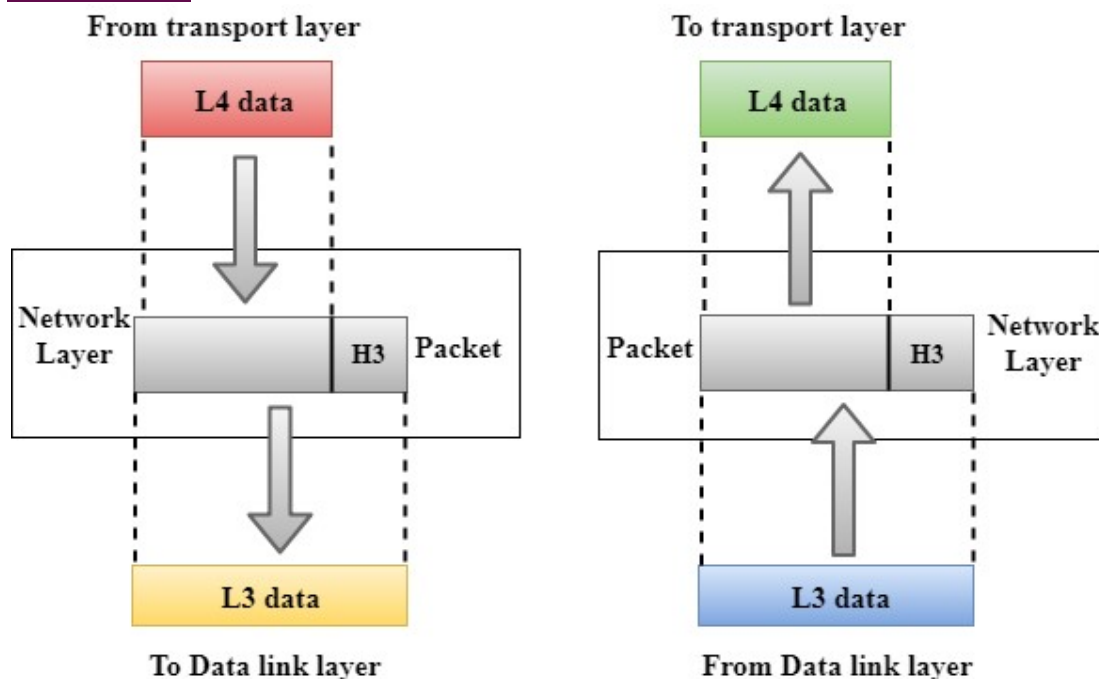 From transport layer
To transport layer
L4 data
L4 data
Network
Layer
H3
Packet
Packet
H3
Network
Layer
L3 data
L3 data
To Data link layer
From Data link layer